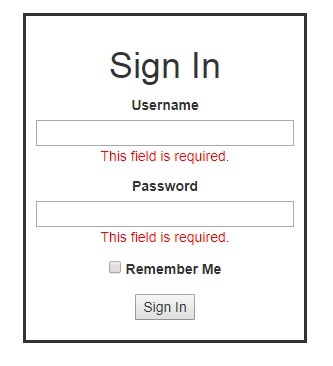 Sign In
Username
This field is required.
Password
This field is required.
Remember Me
Sign In